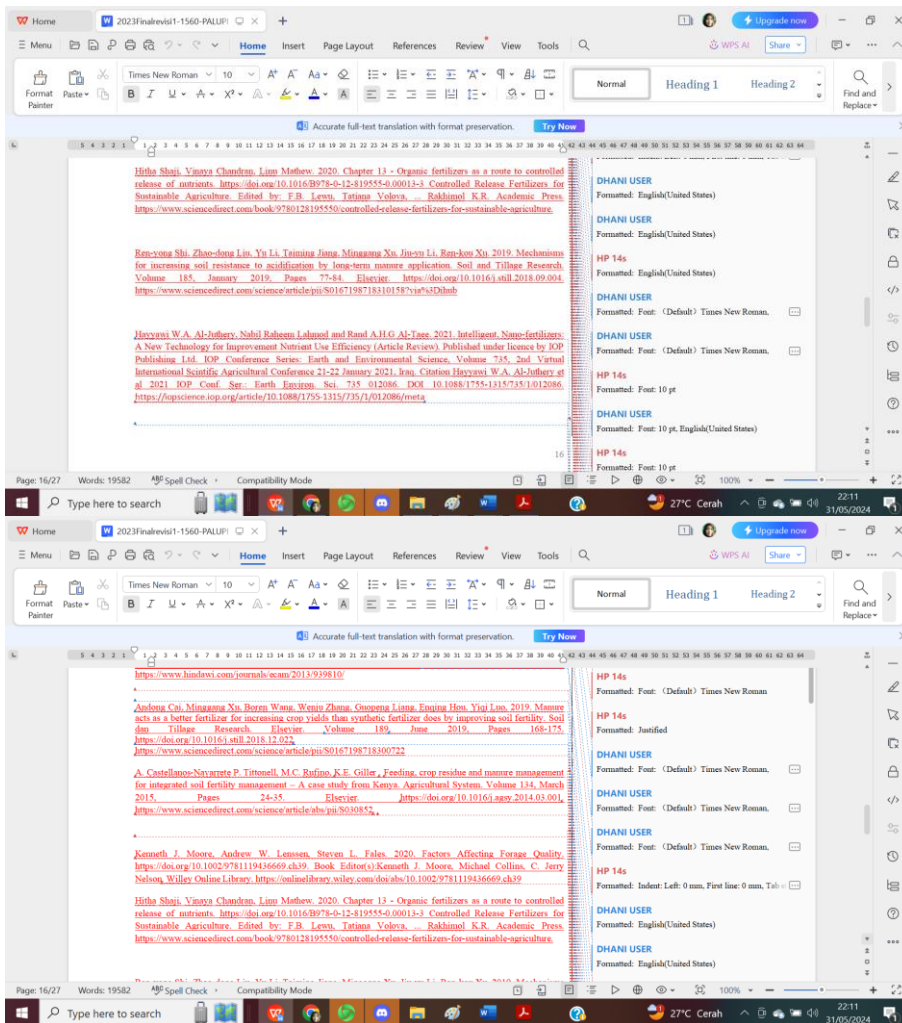 Home
2023Finalrevisi1-1560-PALUPI
Upgrade now
Menu
Home Insert Page Layout References Review View Tools
WPS AI
Share
Format Painter
Paste
Times New Roman
10
Normal
Heading 1
Heading 2
Find and Replace
Accurate full-text translation with format preservation.
Try Now
Hitha Shaji, Vinaya Chandran, Linu Mathew. 2020. Chapter 13 - Organic fertilizers as a route to controlled
release of nutrients. https://doi.org/10.1016/B978-0-12-819555-0.00013-3 Controlled Release Fertilizers for
Sustainable Agriculture. Edited by: F.B. Lewu, Tatiana Volova, ... Rakhimol K.R. Academic Press.
https://www.sciencedirect.com/book/9780128195550/controlled-release-fertilizers-for-sustainable-agriculture.
Ren-yong Shi, Zhao-dong Liu, Yu Li, Taiming Jiang, Minggang Xu, Jiu-yu Li, Ren-kou Xu. 2019. Mechanisms
for increasing soil resistance to acidification by long-term manure application. Soil and Tillage Research.
Volume 185, January 2019, Pages 77-84. Elsevier. https://doi.org/10.1016/j.still.2018.09.004.
https://www.sciencedirect.com/science/article/pii/S0167198718310158?via%3Dihub
Hayyawi W.A. Al-Juthery, Nabil Raheem Lahmod and Rand A.H.G Al-Taee. 2021. Intelligent, Nano-fertilizers:
A New Technology for Improvement Nutrient Use Efficiency (Article Review). Published under licence by IOP
Publishing Ltd. IOP Conference Series: Earth and Environmental Science, Volume 735, 2nd Virtual
International Scintific Agricultural Conference 21-22 January 2021, Iraq. Citation Hayyawi W.A. Al-Juthery et
al 2021 IOP Conf. Ser.: Earth Environ. Sci. 735 012086. DOI 10.1088/1755-1315/735/1/012086.
https://iopscience.iop.org/article/10.1088/1755-1315/735/1/012086/meta
16
DHANI USER
Formatted: English(United States)
DHANI USER
Formatted: English(United States)
HP 14s
Formatted: English(United States)
DHANI USER
Formatted: Font: (Default) Times New Roman,
DHANI USER
Formatted: Font: (Default) Times New Roman,
HP 14s
Formatted: Font: 10 pt
DHANI USER
Formatted: Font: 10 pt, English(United States)
HP 14s
Formatted: Font: 10 pt
Page: 16/27 Words: 19582 Spell Check Compatibility Mode
100%
Type here to search
27°C Cerah
22:11
31/05/2024
Home
2023Finalrevisi1-1560-PALUPI
Upgrade now
Menu
Home Insert Page Layout References Review View Tools
WPS AI
Share
Format Painter
Paste
Times New Roman
10
Normal
Heading 1
Heading 2
Find and Replace
Accurate full-text translation with format preservation.
Try Now
https://www.hindawi.com/journals/ecam/2013/939810/
Andong Cai, Minggang Xu, Boren Wang, Wenju Zhang, Guopeng Liang, Enqing Hou, Yiqi Luo. 2019. Manure
acts as a better fertilizer for increasing crop yields than synthetic fertilizer does by improving soil fertility. Soil
dan Tillage Research. Elsevier. Volume 189, June 2019, Pages 168-175.
https://doi.org/10.1016/j.still.2018.12.022.
https://www.sciencedirect.com/science/article/pii/S0167198718300722
A. Castellanos-Navarrete P. Tittonell, M.C. Rufino, K.E. Giller., Feeding, crop residue and manure management
for integrated soil fertility management – A case study from Kenya. Agricultural System. Volume 134, March
2015, Pages 24-35. Elsevier. https://doi.org/10.1016/j.agsy.2014.03.001.
https://www.sciencedirect.com/science/article/abs/pii/S030852
Kenneth J. Moore, Andrew W. Lenssen, Steven L. Fales. 2020. Factors Affecting Forage Quality.
https://doi.org/10.1002/9781119436669.ch39. Book Editor(s):Kenneth J. Moore, Michael Collins, C. Jerry
Nelson. Willey Online Library. https://onlinelibrary.wiley.com/doi/abs/10.1002/9781119436669.ch39
Hitha Shaji, Vinaya Chandran, Linu Mathew. 2020. Chapter 13 - Organic fertilizers as a route to controlled
release of nutrients. https://doi.org/10.1016/B978-0-12-819555-0.00013-3 Controlled Release Fertilizers for
Sustainable Agriculture. Edited by: F.B. Lewu, Tatiana Volova, ... Rakhimol K.R. Academic Press.
https://www.sciencedirect.com/book/9780128195550/controlled-release-fertilizers-for-sustainable-agriculture.
HP 14s
Formatted: Font: (Default) Times New Roman
HP 14s
Formatted: Justified
DHANI USER
Formatted: Font: (Default) Times New Roman,
DHANI USER
Formatted: Font: (Default) Times New Roman,
DHANI USER
Formatted: Font: (Default) Times New Roman,
HP 14s
Formatted: Indent: Left: 0 mm, First line: 0 mm, Tab
DHANI USER
Formatted: English(United States)
DHANI USER
Formatted: English(United States)
Page: 16/27 Words: 19582 Spell Check Compatibility Mode
100%
Type here to search
27°C Cerah
22:11
31/05/2024